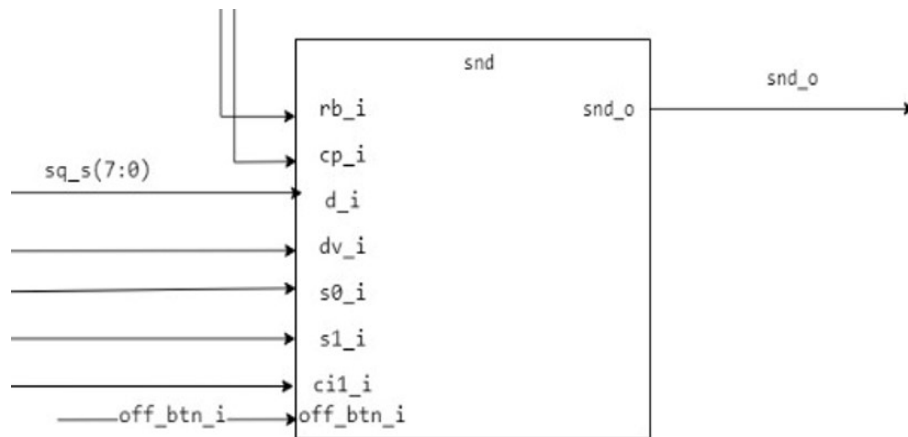 snd
snd_o
rb_i
snd_o
cp_i
sq_s(7:0)
d_i
dv_i
s0_i
s1_i
ci1_i
off_btn_i
off_btn_i